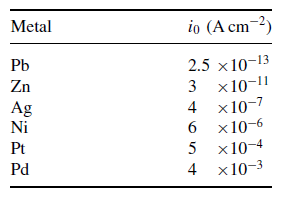 Metal i₀ (A cm⁻²)
Pb 2.5 ×10⁻¹³
Zn 3 ×10⁻¹¹
Ag 4 ×10⁻⁷
Ni 6 ×10⁻⁶
Pt 5 ×10⁻⁴
Pd 4 ×10⁻³